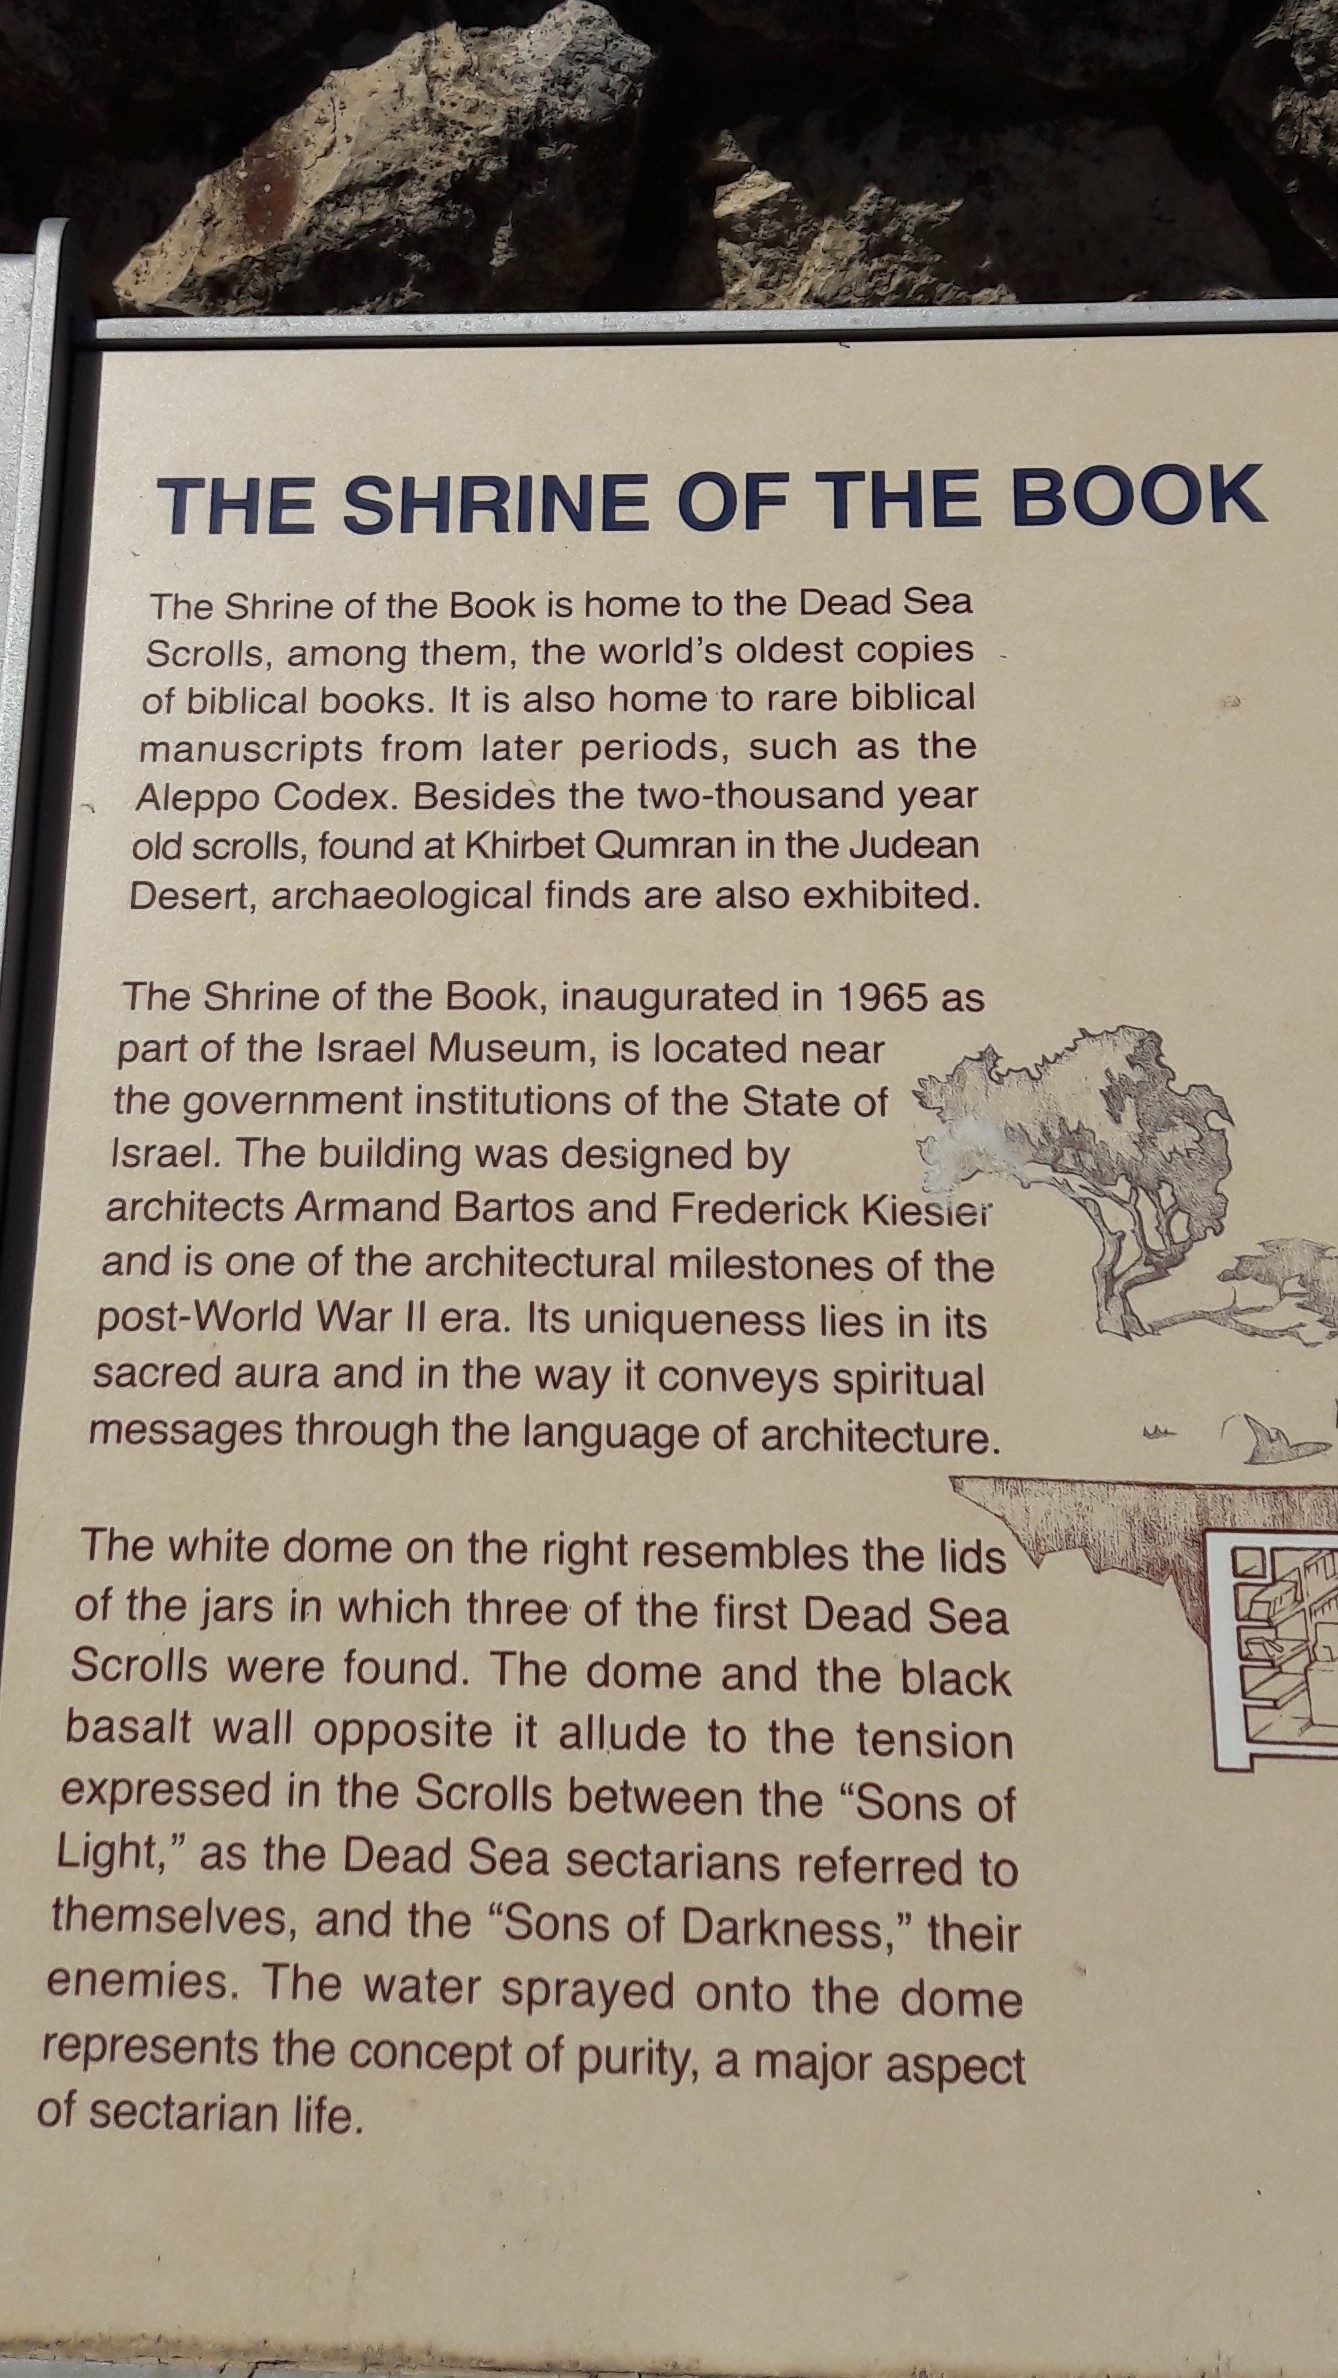 THE SHRINE OF THE BOOK
The Shrine of the Book is home to the Dead Sea
Scrolls, among them, the world's oldest copies
of biblical books. It is also home to rare biblical
manuscripts from later periods, such as the
Aleppo Codex. Besides the two-thousand year
old scrolls, found at Khirbet Qumran in the Judean
Desert, archaeological finds are also exhibited.
The Shrine of the Book, inaugurated in 1965 as
part of the Israel Museum, is located near
the government institutions of the State of
Israel. The building was designed by
architects Armand Bartos and Frederick Kiesler
and is one of the architectural milestones of the
post-World War II era. Its uniqueness lies in its
sacred aura and in the way it conveys spiritual
messages through the language of architecture.
The white dome on the right resembles the lids
of the jars in which three of the first Dead Sea
Scrolls were found. The dome and the black
basalt wall opposite it allude to the tension
expressed in the Scrolls between the “Sons of
Light,” as the Dead Sea sectarians referred to
themselves, and the “Sons of Darkness,” their
enemies. The water sprayed onto the dome
represents the concept of purity, a major aspect
of sectarian life.